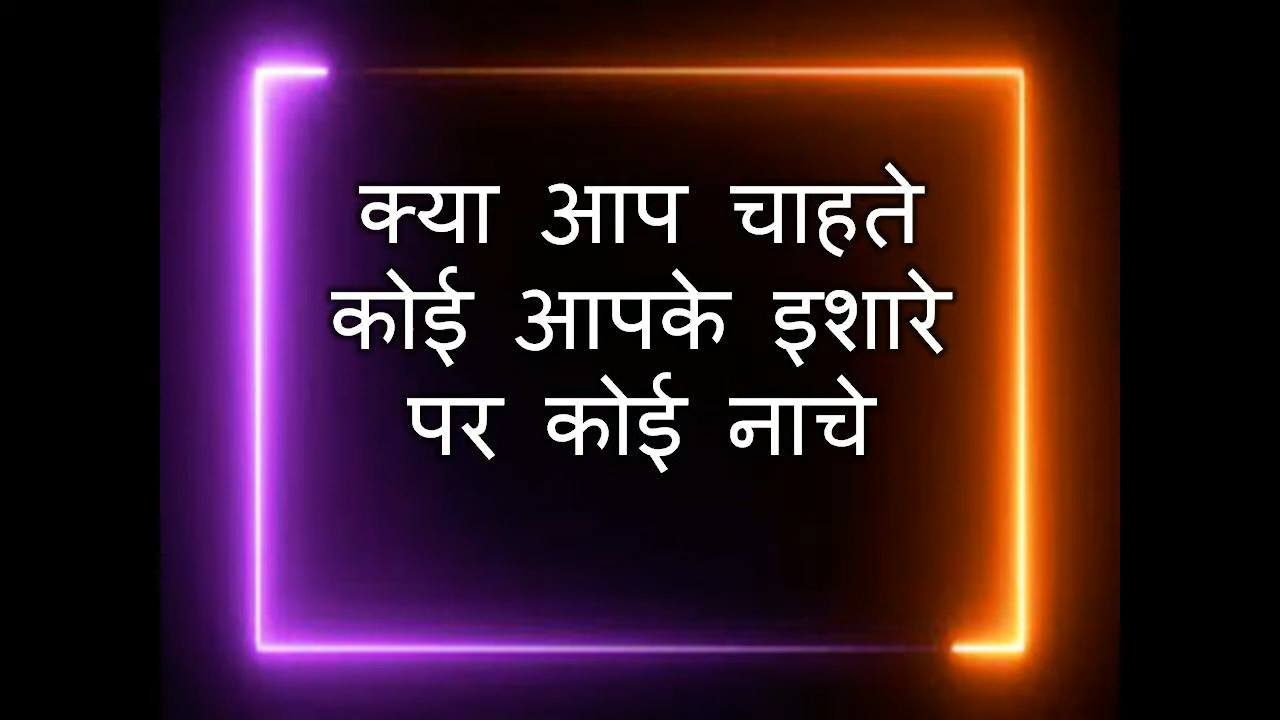 क्या आप चाहते
कोई आपके इशारे
पर कोई नाचे